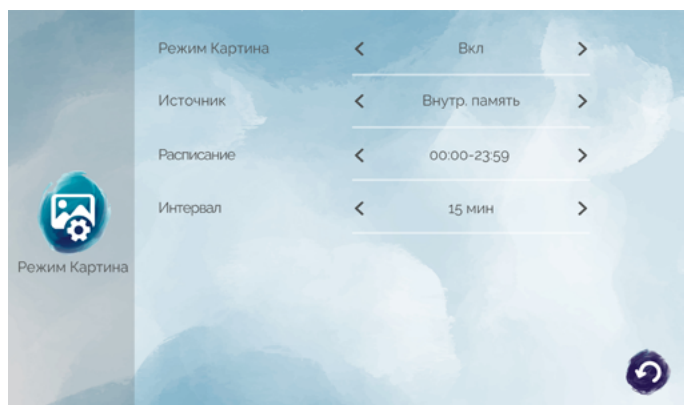 Режим Картина
Вкл
Источник
Внутр. память
Расписание
00:00-23:59
Интервал
15 мин
Режим Картина